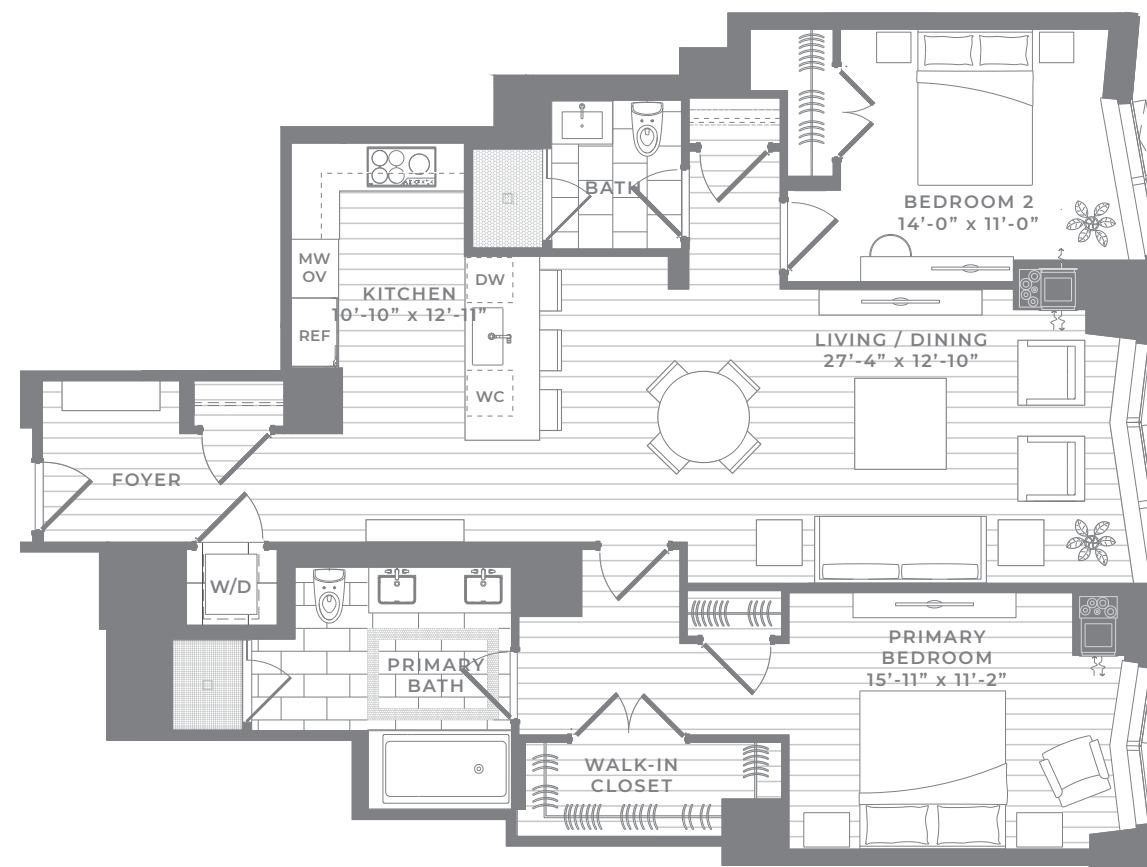 BATH
BEDROOM 2
14’-0” x 11’-0”
MW
OV
DW
KITCHEN
10’-10” x 12’-11”
REF
LIVING / DINING
27’-4” x 12’-10”
WC
FOYER
W/D
PRIMARY
BATH
PRIMARY
BEDROOM
15’-11” x 11’-2”
WALK-IN
CLOSET